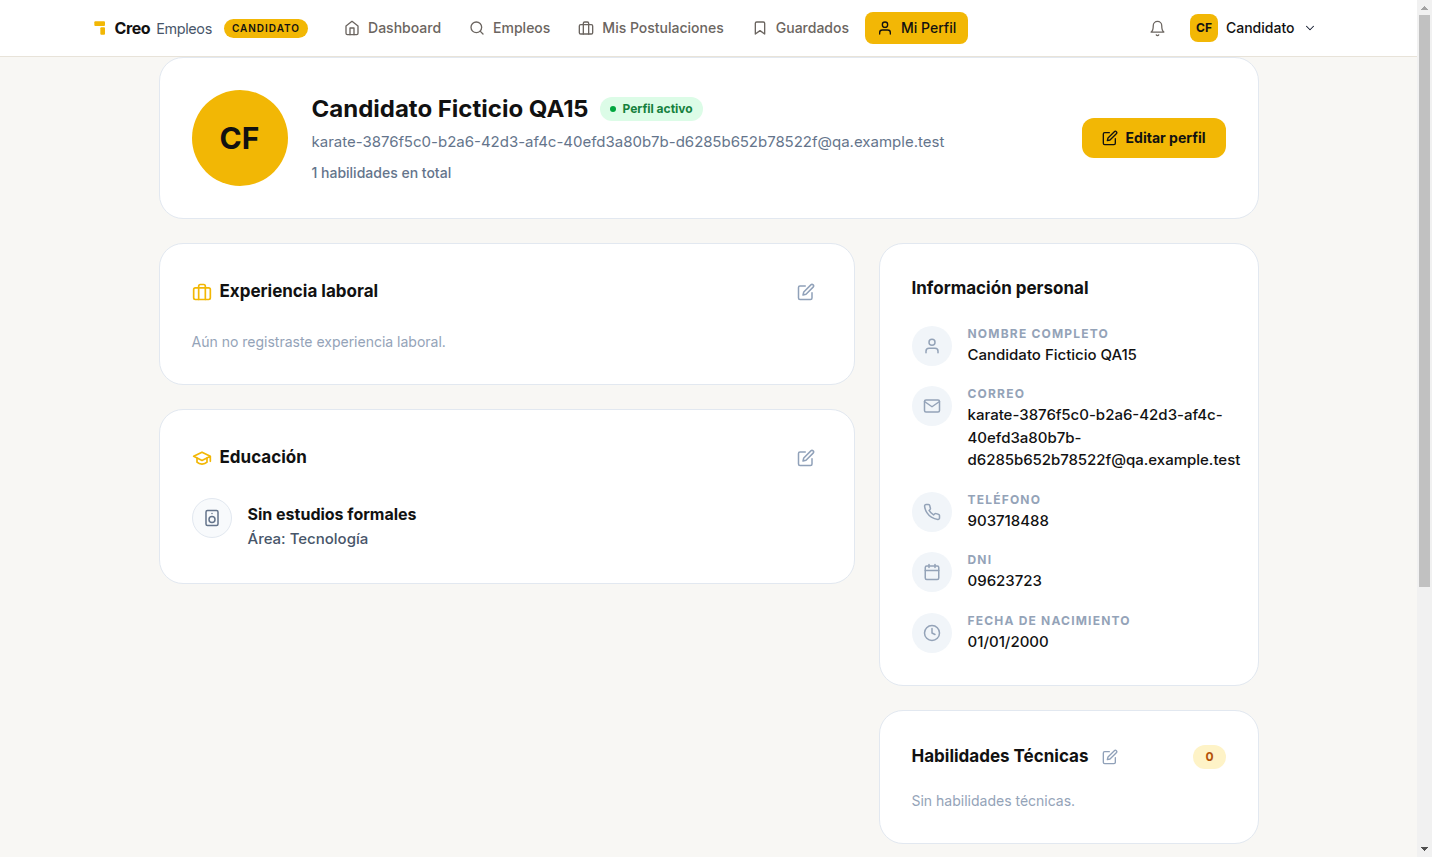 Creo Empleos CANDIDATO Dashboard Empleos Mis Postulaciones Guardados Mi Perfil CF Candidato
CF
Candidato Ficticio QA15 Perfil activo
karate-3876f5c0-b2a6-42d3-af4c-40efd3a80b7b-d6285b652b78522f@qa.example.test
1 habilidades en total
Editar perfil
Experiencia laboral
Aún no registraste experiencia laboral.
Educación
Sin estudios formales
Área: Tecnología
Información personal
NOMBRE COMPLETO
Candidato Ficticio QA15
CORREO
karate-3876f5c0-b2a6-42d3-af4c-
40efd3a80b7b-
d6285b652b78522f@qa.example.test
TELÉFONO
903718488
DNI
09623723
FECHA DE NACIMIENTO
01/01/2000
Habilidades Técnicas 0
Sin habilidades técnicas.